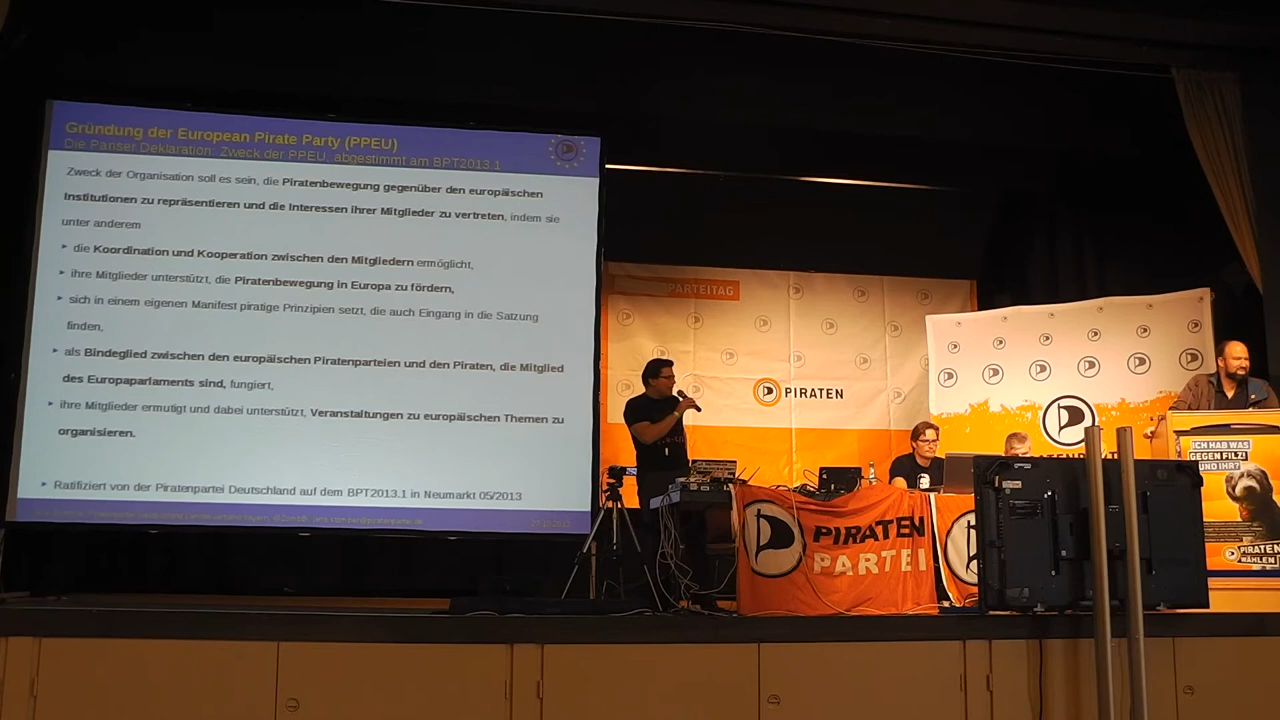 Gründung der European Pirate Party (PPEU)
Die Pariser Deklaration: Zweck der PPEU, abgestimmt am BPT2013.1
Zweck der Organisation soll es sein, die Piratenbewegung gegenüber den europäischen
Institutionen zu repräsentieren und die Interessen ihrer Mitglieder zu vertreten, indem sie
unter anderem
die Koordination und Kooperation zwischen den Mitgliedern ermöglicht,
ihre Mitglieder unterstützt, die Piratenbewegung in Europa zu fördern,
sich in einem eigenen Manifest piratige Prinzipien setzt, die auch Eingang in die Satzung
finden,
als Bindeglied zwischen den europäischen Piratenparteien und den Piraten, die Mitglied
des Europaparlaments sind, fungiert,
ihre Mitglieder ermutigt und dabei unterstützt, Veranstaltungen zu europäischen Themen zu
organisieren.
Ratifiziert von der Piratenpartei Deutschland auf dem BPT2013.1 in Neumarkt 05/2013
PARTEITAG
PIRATEN
PIRATEN
PARTEI
ICH HAB WAS
GEGEN FILZ!
UND IHR?
PIRATEN
WÄHLEN